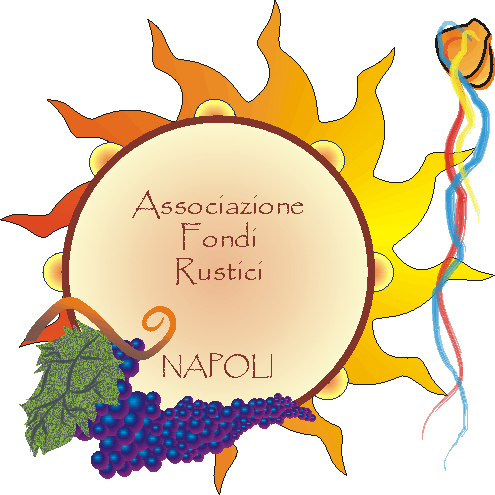 Associazione
Fondi
Rustici
NAPOLI